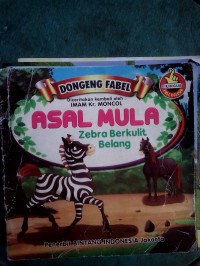 DONGENG FABEL
Diceritakan kembali oleh
IMAM Kr. MONCOL
ASAL MULA
Zebra Berkulit
Belang
Penerbit BINTANG INDONESIA Jakarta